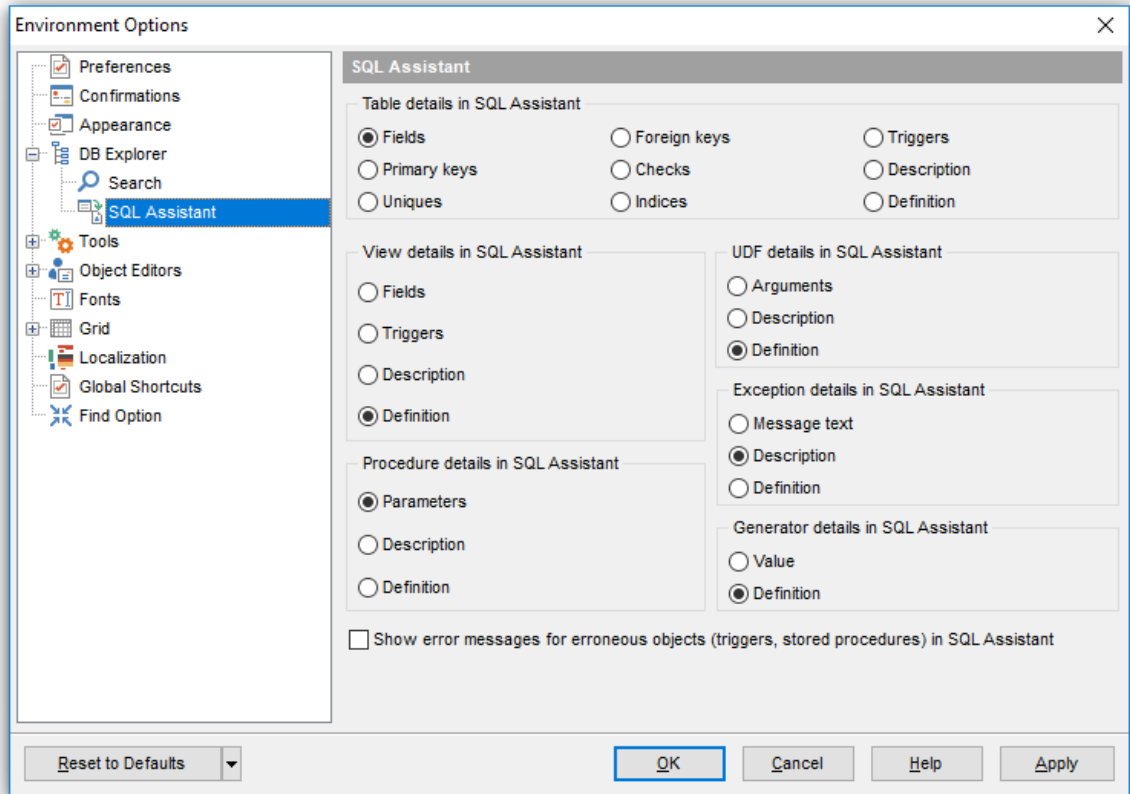 Environment Options
Preferences
Confirmations
Appearance
DB Explorer
Search
SQL Assistant
Tools
Object Editors
Fonts
Grid
Localization
Global Shortcuts
Find Option
SQL Assistant
Table details in SQL Assistant
Fields Foreign keys Triggers
Primary keys Checks Description
Uniques Indices Definition
View details in SQL Assistant
Fields
Triggers
Description
Definition
Procedure details in SQL Assistant
Parameters
Description
Definition
UDF details in SQL Assistant
Arguments
Description
Definition
Exception details in SQL Assistant
Message text
Description
Definition
Generator details in SQL Assistant
Value
Definition
Show error messages for erroneous objects (triggers, stored procedures) in SQL Assistant
Reset to Defaults OK Cancel Help Apply